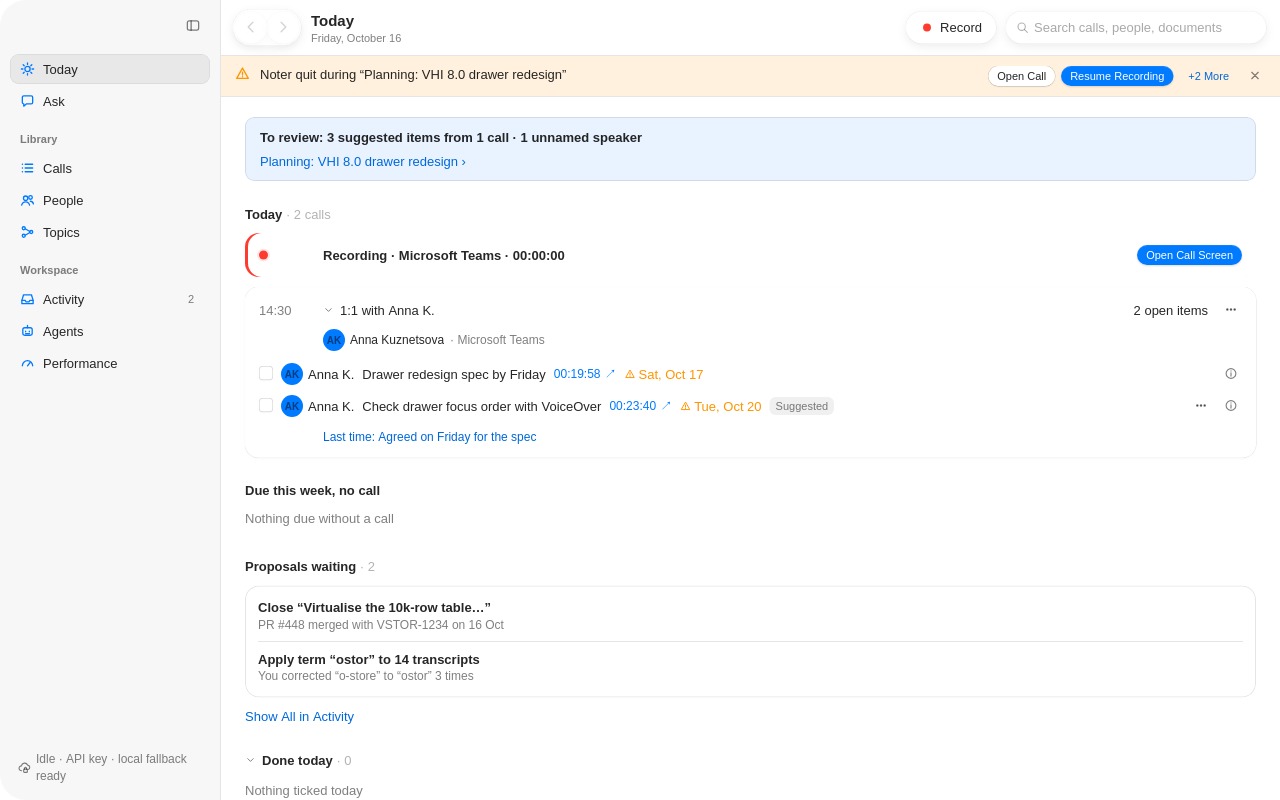 Today
Friday, October 16
Record
Search calls, people, documents
Today
Ask
Library
Calls
People
Topics
Workspace
Activity 2
Agents
Performance
Idle · API key · local fallback
ready
Noter quit during “Planning: VHI 8.0 drawer redesign”
Open Call
Resume Recording
+2 More
To review: 3 suggested items from 1 call · 1 unnamed speaker
Planning: VHI 8.0 drawer redesign ›
Today · 2 calls
Recording · Microsoft Teams · 00:00:00
Open Call Screen
14:30 1:1 with Anna K. 2 open items
AK Anna Kuznetsova · Microsoft Teams
AK Anna K. Drawer redesign spec by Friday 00:19:58 ↗ Sat, Oct 17
AK Anna K. Check drawer focus order with VoiceOver 00:23:40 ↗ Tue, Oct 20 Suggested
Last time: Agreed on Friday for the spec
Due this week, no call
Nothing due without a call
Proposals waiting · 2
Close “Virtualise the 10k-row table…”
PR #448 merged with VSTOR-1234 on 16 Oct
Apply term “ostor” to 14 transcripts
You corrected “o-store” to “ostor” 3 times
Show All in Activity
Done today · 0
Nothing ticked today